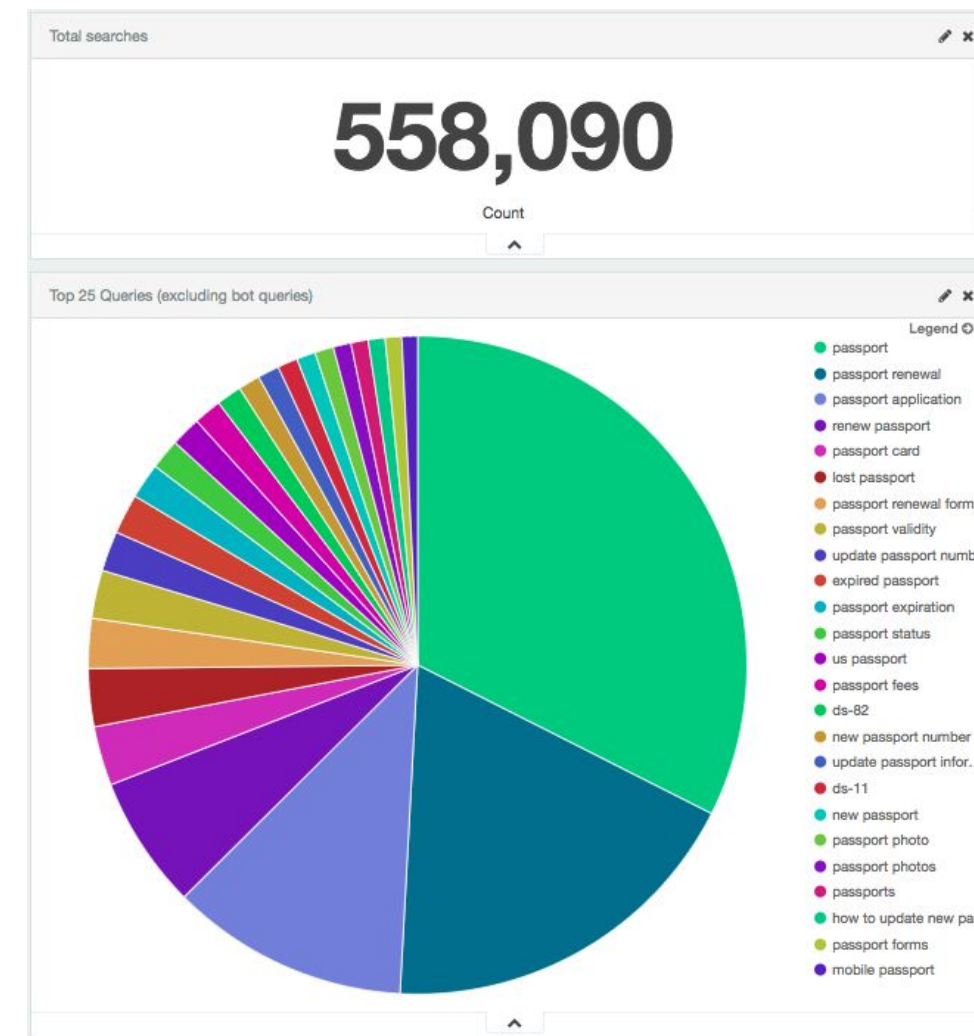 Total searches
558,090
Count
Top 25 Queries (excluding bot queries)
Legend
passport
passport renewal
passport application
renew passport
passport card
lost passport
passport renewal form
passport validity
update passport numb
expired passport
passport expiration
passport status
us passport
passport fees
ds-82
new passport number
update passport infor..
ds-11
new passport
passport photo
passport photos
passports
how to update new pa
passport forms
mobile passport